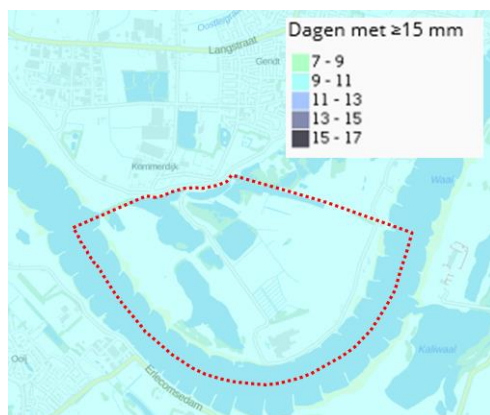 Dagen met ≥15 mm
7 - 9
9 - 11
11 - 13
13 - 15
15 - 17
Langstraat
Gendt
Waal
Kaliwaal
Ooij
Erlecomsedam